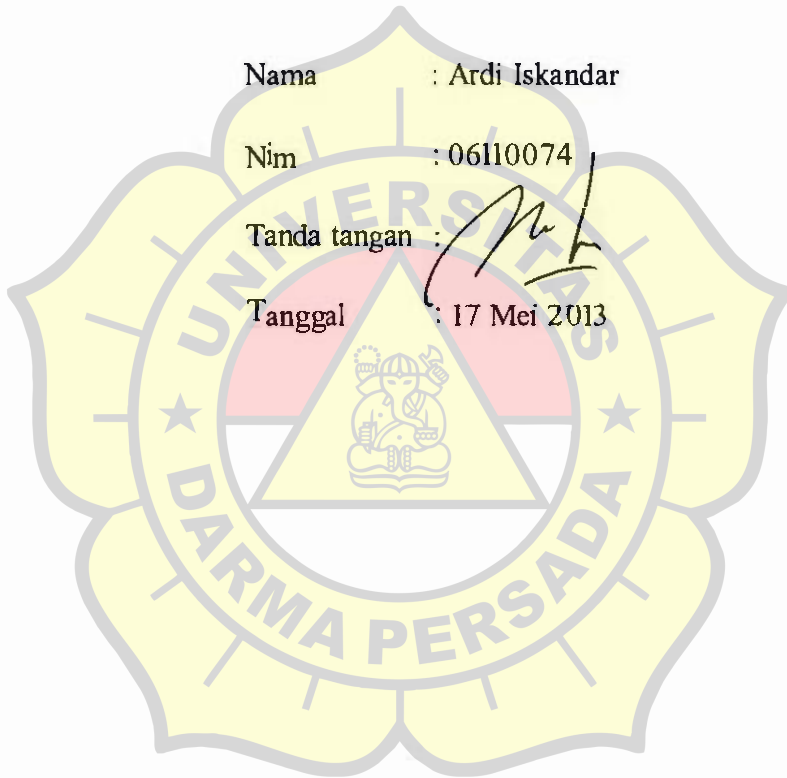 Nama : Ardi Iskandar
Nim : 06110074
Tanda tangan :
Tanggal : 17 Mei 2013
UNIVERSITAS
DARMA PERSADA